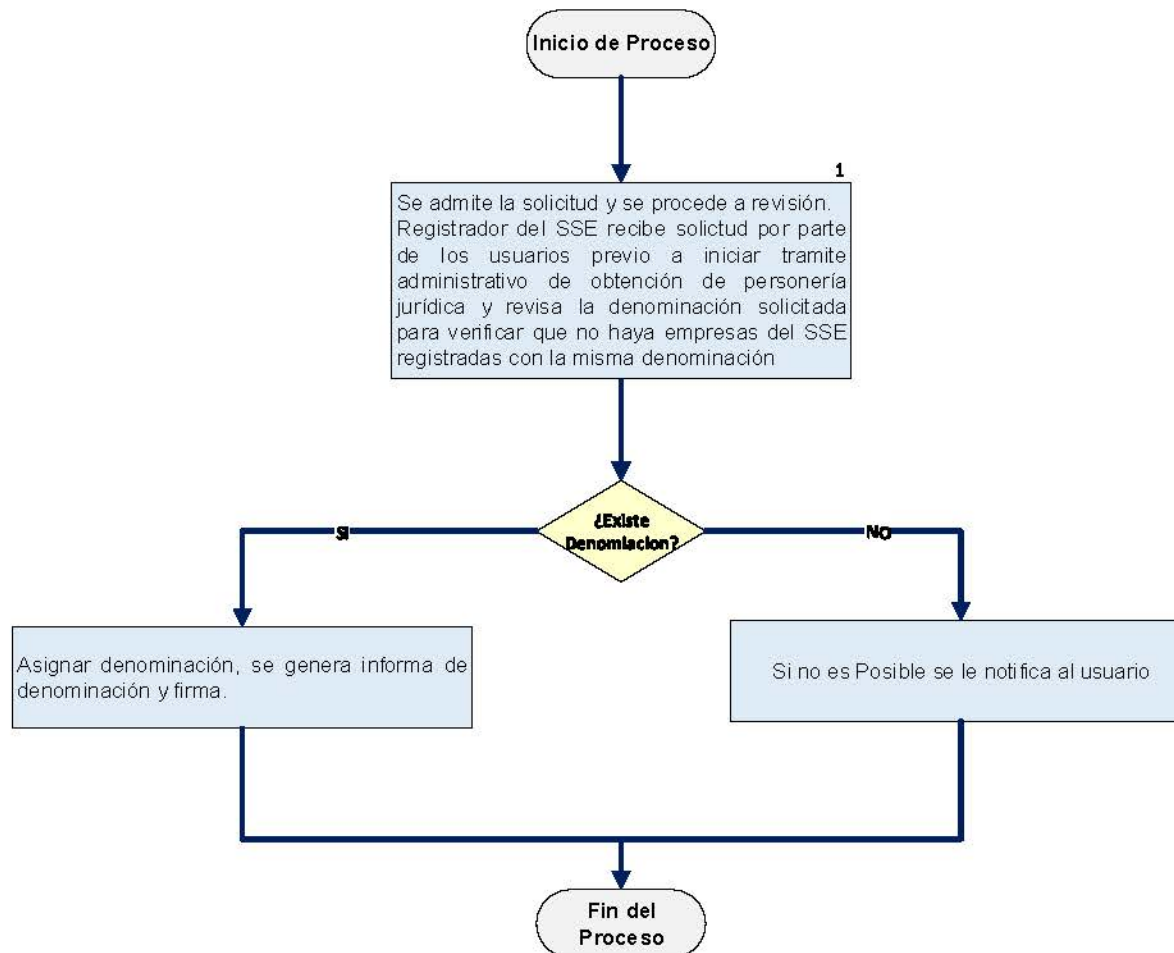 Inicio de Proceso
1
Se admite la solicitud y se procede a revisión.
Registrador del SSE recibe solictud por parte
de los usuarios previo a iniciar tramite
administrativo de obtención de personería
jurídica y revisa la denominación solicitada
para verificar que no haya empresas del SSE
registradas con la misma denominación
¿Existe
Denomiacion?
SI
NO
Asignar denominación, se genera informa de
denominación y firma.
Si no es Posible se le notifica al usuario
Fin del
Proceso